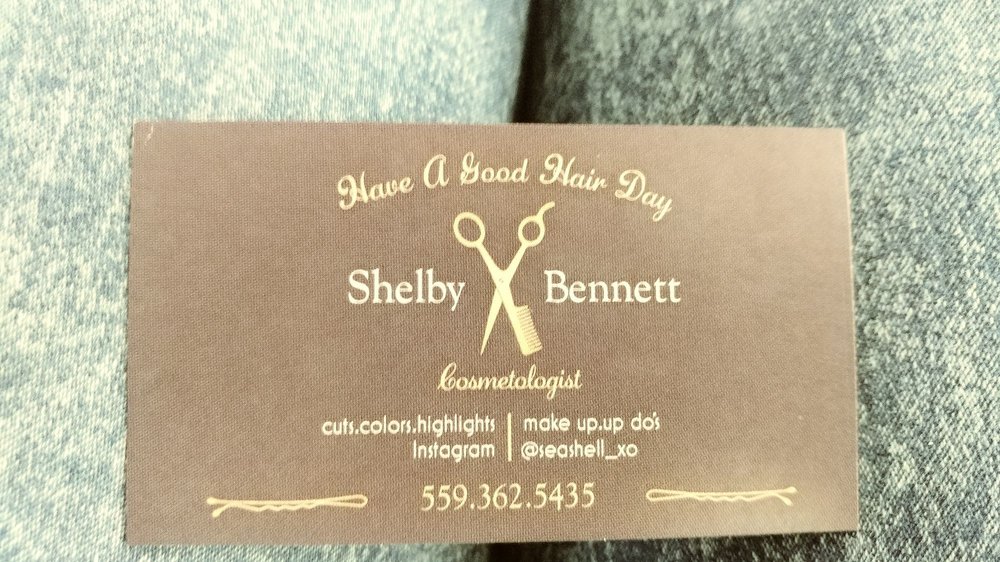 Have A Good Hair Day
Shelby Bennett
Cosmetologist
cuts.colors.highlights | make up.up do's
Instagram | @seashell_xo
559.362.5435